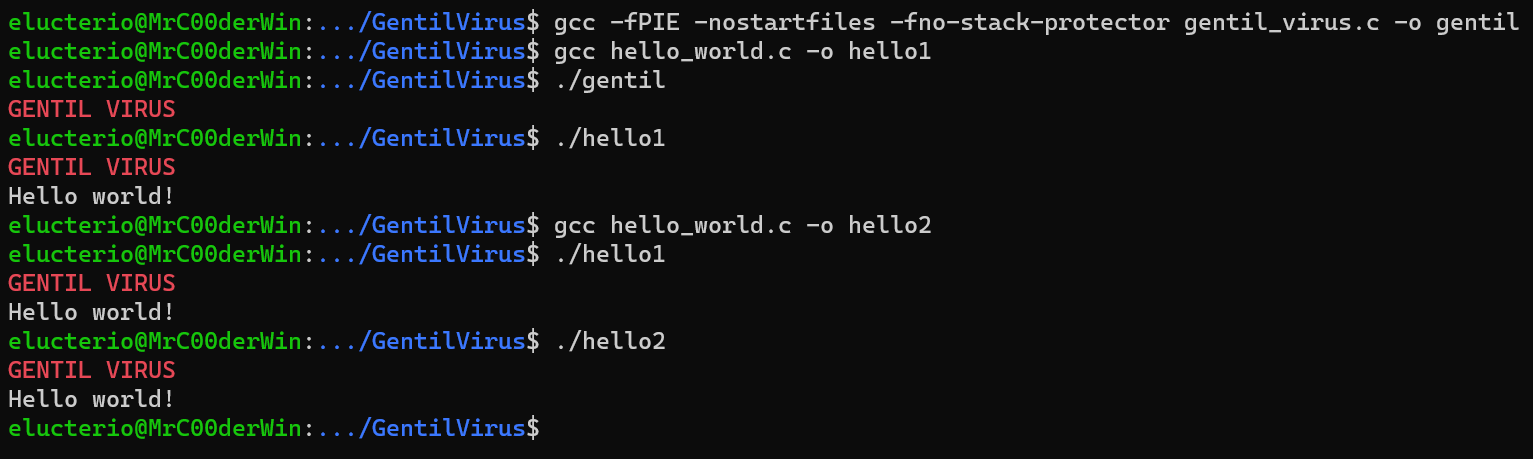 elucterio@MrC00derWin:.../GentilVirus$ gcc -fPIE -nostartfiles -fno-stack-protector gentil_virus.c -o gentil
elucterio@MrC00derWin:.../GentilVirus$ gcc hello_world.c -o hello1
elucterio@MrC00derWin:.../GentilVirus$ ./gentil
GENTIL VIRUS
elucterio@MrC00derWin:.../GentilVirus$ ./hello1
GENTIL VIRUS
Hello world!
elucterio@MrC00derWin:.../GentilVirus$ gcc hello_world.c -o hello2
elucterio@MrC00derWin:.../GentilVirus$ ./hello1
GENTIL VIRUS
Hello world!
elucterio@MrC00derWin:.../GentilVirus$ ./hello2
GENTIL VIRUS
Hello world!
elucterio@MrC00derWin:.../GentilVirus$